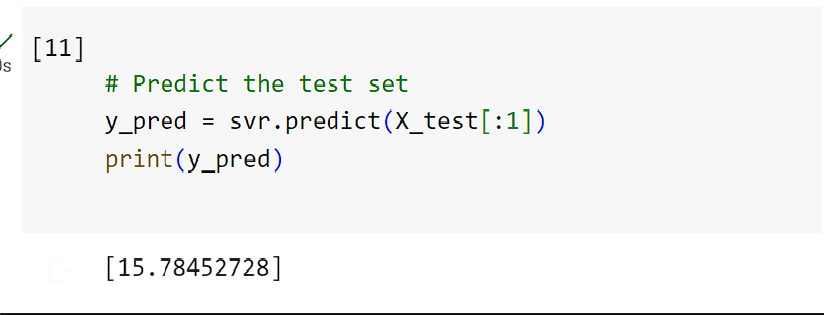 [11]
s
# Predict the test set
y_pred = svr.predict(X_test[:1])
print(y_pred)
[15.78452728]